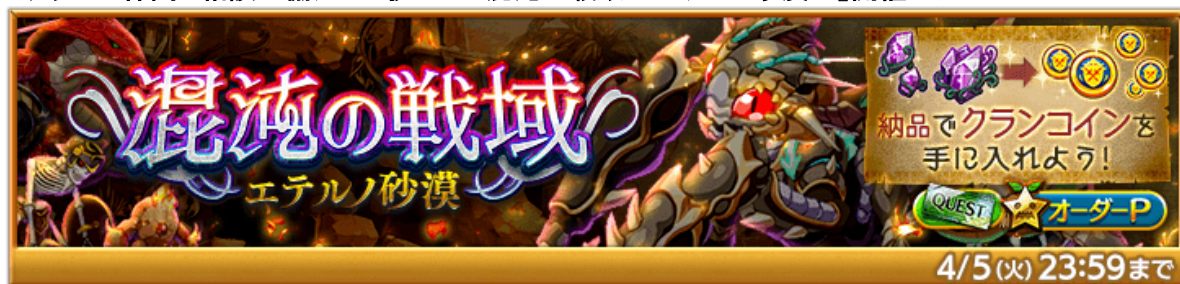 混沌の戦域
エテルノ砂漠
納品でクランコインを
手に入れよう!
QUEST
オーダーP
4/5(火) 23:59まで